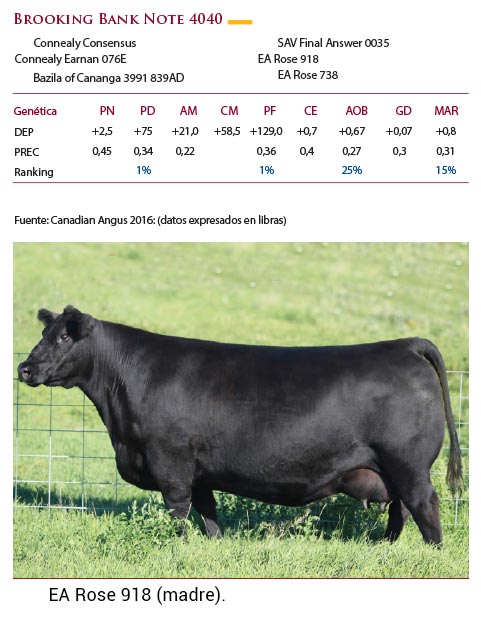 BROOKING BANK NOTE 4040
Connealy Consensus SAV Final Answer 0035
Connealy Earnan 076E EA Rose 918
Bazila of Cananga 3991 839AD EA Rose 738
Genética PN PD AM CM PF CE AOB GD MAR
DEP +2,5 +75 +21,0 +58,5 +129,0 +0,7 +0,67 +0,07 +0,8
PREC 0,45 0,34 0,22 0,36 0,4 0,27 0,3 0,31
Ranking 1% 1% 25% 15%
Fuente: Canadian Angus 2016: (datos expresados en libras)
EA Rose 918 (madre).